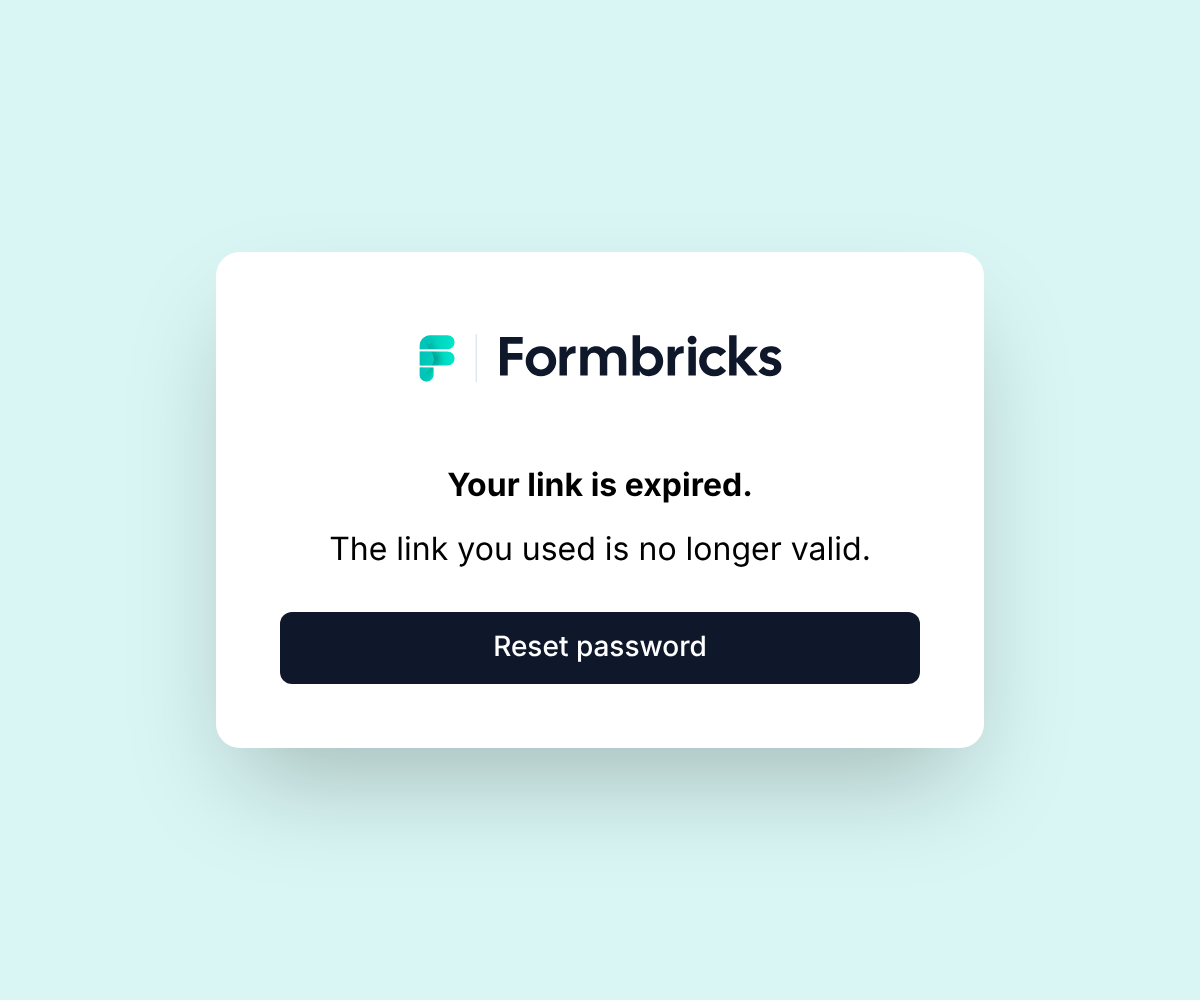 Formbricks
Your link is expired.
The link you used is no longer valid.
Reset password